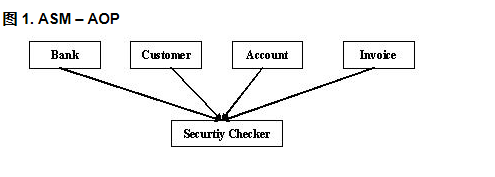 图 1. ASM – AOP
Bank
Customer
Account
Invoice
Securtiy Checker